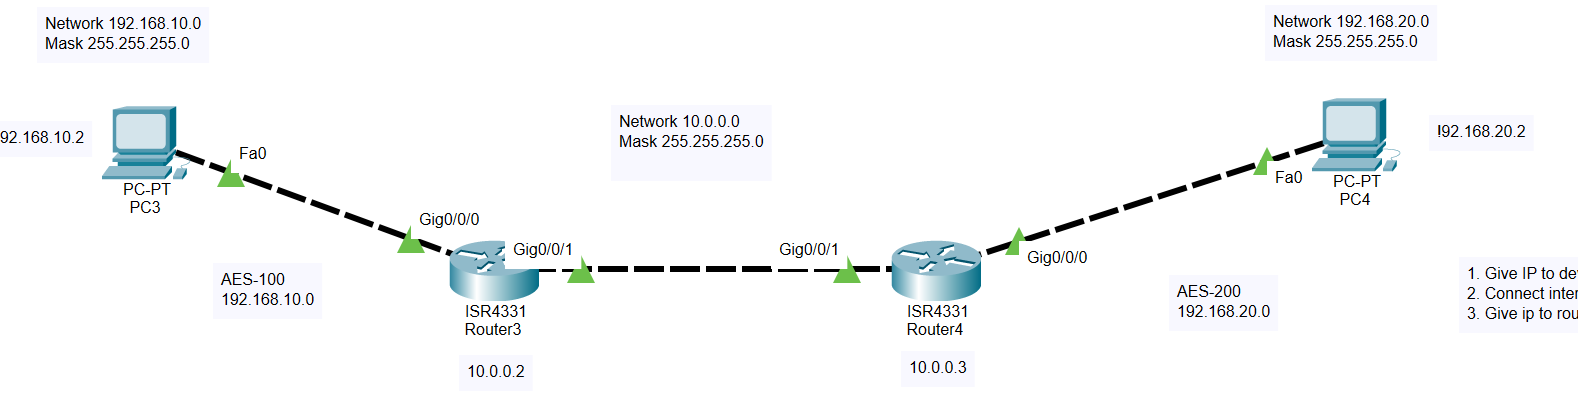 Network 192.168.10.0
Mask 255.255.255.0
Network 192.168.20.0
Mask 255.255.255.0
Network 10.0.0.0
Mask 255.255.255.0
92.168.10.2
!92.168.20.2
Fa0
Fa0
PC-PT
PC3
PC-PT
PC4
Gig0/0/0
Gig0/0/1
Gig0/0/1
Gig0/0/0
AES-100
192.168.10.0
AES-200
192.168.20.0
1. Give IP to
2. Connect
3. Give ip to
ISR4331
Router3
ISR4331
Router4
10.0.0.2
10.0.0.3